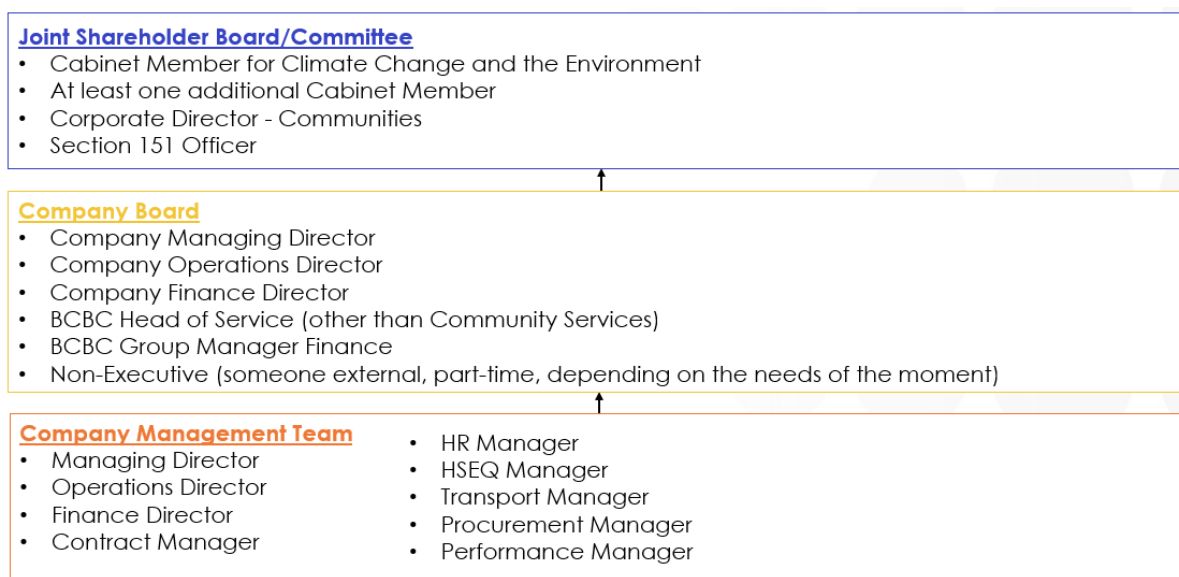 Joint Shareholder Board/Committee
• Cabinet Member for Climate Change and the Environment
• At least one additional Cabinet Member
• Corporate Director - Communities
• Section 151 Officer
Company Board
• Company Managing Director
• Company Operations Director
• Company Finance Director
• BCBC Head of Service (other than Community Services)
• BCBC Group Manager Finance
• Non-Executive (someone external, part-time, depending on the needs of the moment)
Company Management Team
• Managing Director
• Operations Director
• Finance Director
• Contract Manager
• HR Manager
• HSEQ Manager
• Transport Manager
• Procurement Manager
• Performance Manager